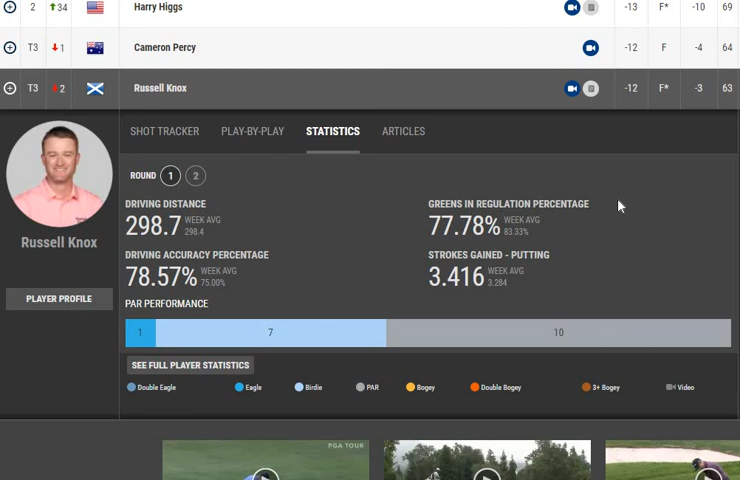 2 34 Harry Higgs -13 F* -10 69
T3 1 Cameron Percy -12 F -4 64
T3 2 Russell Knox -12 F* -3 63
SHOT TRACKER PLAY-BY-PLAY STATISTICS ARTICLES
ROUND 1 2
DRIVING DISTANCE GREENS IN REGULATION PERCENTAGE
298.7 WEEK AVG 298.4 77.78% WEEK AVG 83.33%
Russell Knox
DRIVING ACCURACY PERCENTAGE STROKES GAINED - PUTTING
78.57% WEEK AVG 75.00% 3.416 WEEK AVG 3.284
PLAYER PROFILE
PAR PERFORMANCE
1 7 10
SEE FULL PLAYER STATISTICS
Double Eagle Eagle Birdie PAR Bogey Double Bogey 3+ Bogey Video
PGA TOUR